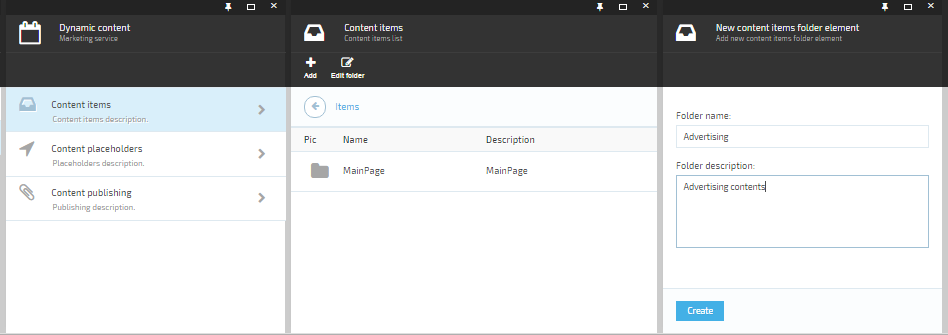 Dynamic content
Marketing service
Content items
Content items description.
Content placeholders
Placeholders description.
Content publishing
Publishing description.
Content items
Content items list
Add
Edit folder
Items
Pic Name Description
MainPage MainPage
New content items folder element
Add new content items folder element
Folder name:
Advertising
Folder description:
Advertising contents
Create